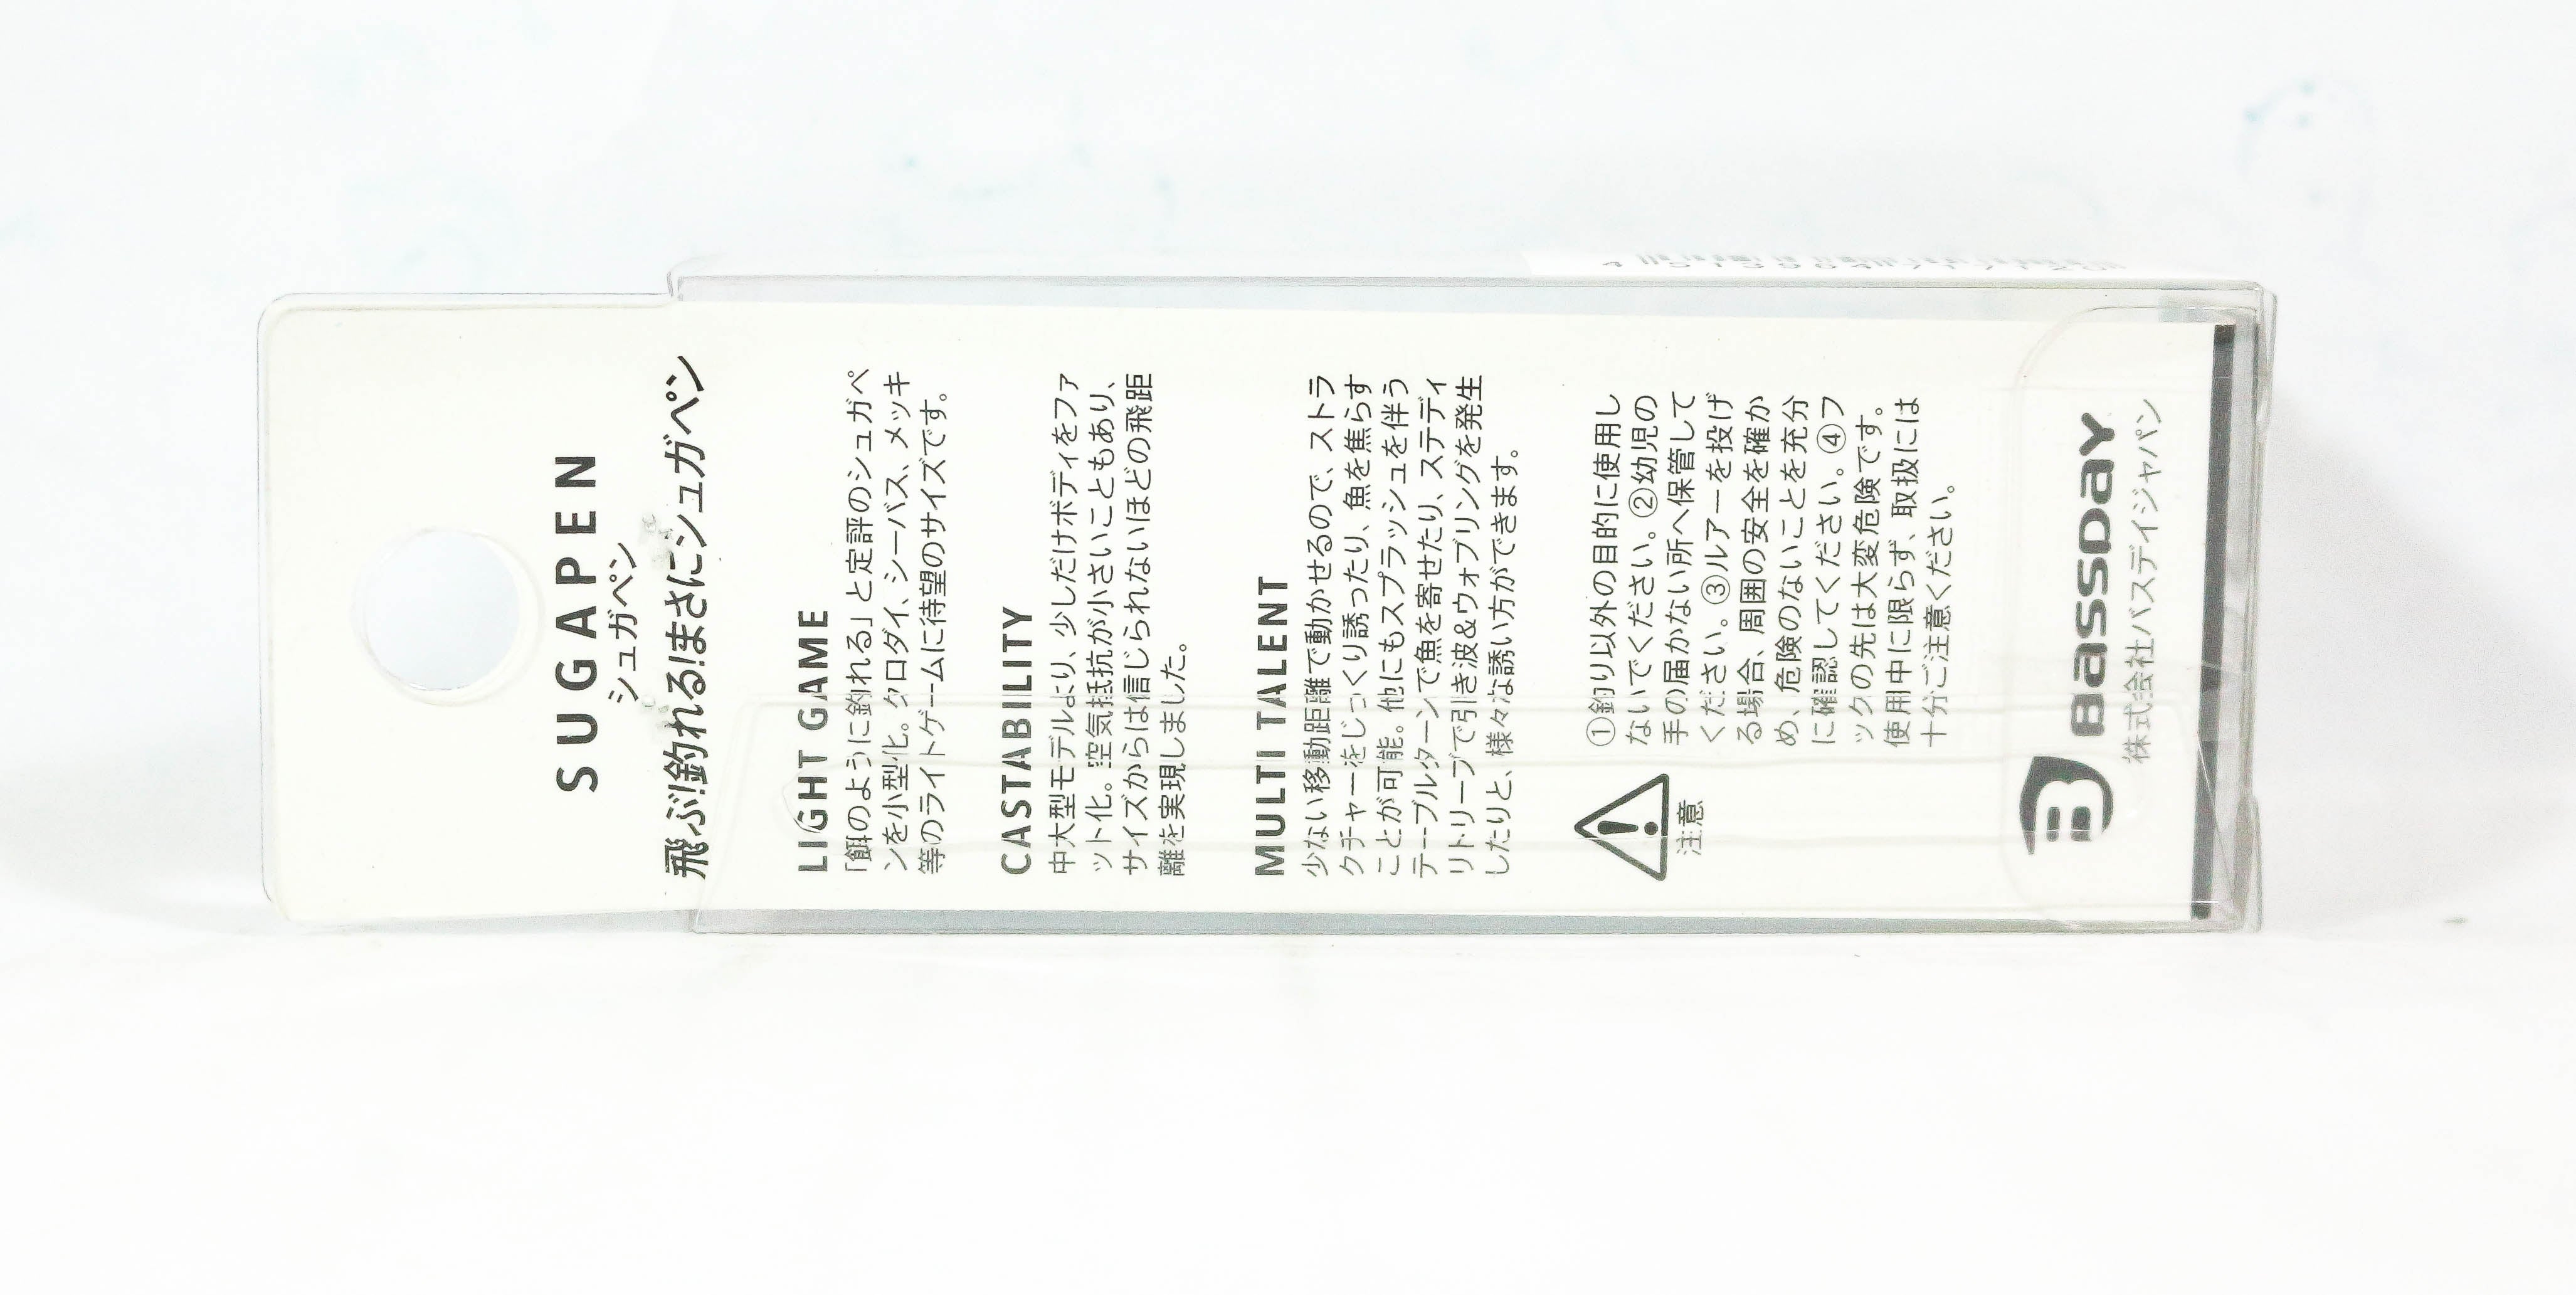 SUGAPEN
シュガペン
飛ぶ!釣れる!まさにシュガペン
LIGHT GAME
「餌のように釣れる」と定評のシュガペ
ンを小型化。クロダイ、シーバス、メッキ
等のライトゲームに待望のサイズです。
CASTABILITY
中大型モデルより、少しだけボディをファ
ット化。空気抵抗が小さいこともあり、
サイズからは信じられないほどの飛距
離を実現しました。
MULTI TALENT
少ない移動距離で動かせるので、ストラ
クチャーをじっくり誘ったり、魚を焦らす
ことが可能。他にもスプラッシュを伴う
テーブルターンで魚を寄せたり、ステディ
リトリーブで引き波&ウォブリングを発生
したりと、様々な誘い方ができます。
注意
①釣り以外の目的に使用し
ないでください。②幼児の
手の届かない所へ保管して
ください。③ルアーを投げ
る場合、周囲の安全を確か
め、危険のないことを充分
に確認してください。④フ
ックの先は大変危険です。
使用中に限らず、取扱には
十分ご注意ください。
BASSDAY
株式会社バスデイジャパン